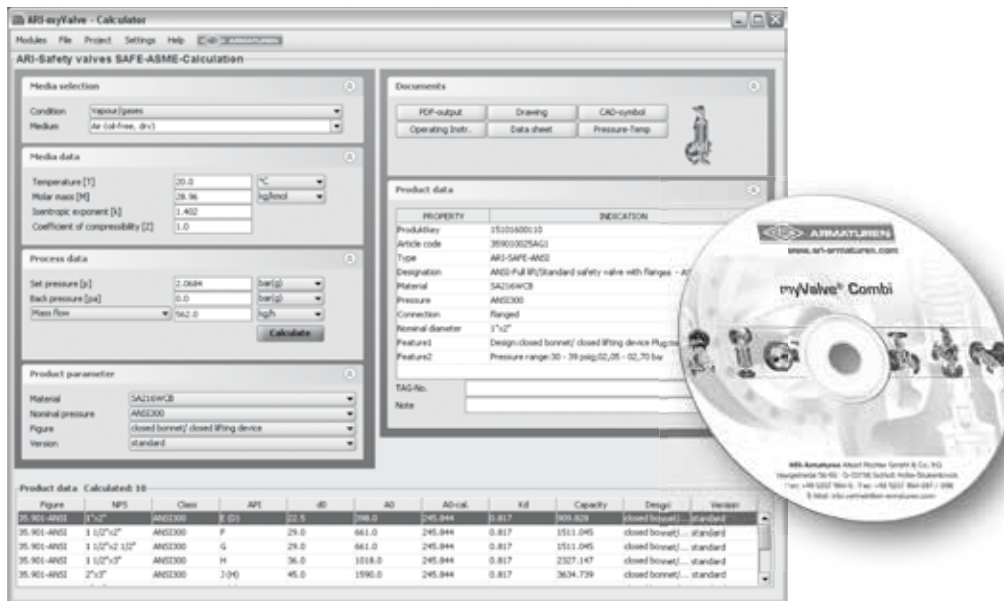 ARI-myValve - Calculator
Modules File Project Settings Help ARMATUREN
ARI-Safety valves SAFE-ASME-Calculation
Media selection
Condition Vapour/gases
Medium Air (oil-free, dry)
Media data
Temperature [T] 20.0 °C
Molar mass [M] 28.96 kg/kmol
Isentropic exponent [k] 1.402
Coefficient of compressibility [Z] 1.0
Process data
Set pressure [p] 2.0684 bar(g)
Back pressure [pa] 0.0 bar(g)
Mass flow 562.0 kg/h
Calculate
Product parameter
Material SA216WCB
Nominal pressure ANSI300
Figure closed bonnet/ closed lifting device
Version standard
Documents
PDF-output Drawing CAD-symbol
Operating Instr. Data sheet Pressure-Temp
Product data
PROPERTY INDICATION
Produktkey 15101600110
Article code 359010025AG1
Type ARI-SAFE-ANSI
Designation ANSI-Full lift/Standard safety valve with flanges -
Material SA216WCB
Pressure ANSI300
Connection flanged
Nominal diameter 1"x2"
Feature1 Design:closed bonnet/ closed lifting device
Feature2 Pressure range:30 - 39 psig;02,05 - 02,70 bar
TAG-No.
Note
ARMATUREN
www.ari-armaturen.com
myValve® Combi
ARI-Armaturen Albert Richter GmbH & Co. KG
Product data Calculated: 10
Figure NPS Class API d0 A0 A0-cal. Kd Capacity Design Version
35.901-ANSI 1"x2" ANSI300 E (D) 22.5 398.0 245.844 0.817 909.828 closed bonnet/... standard
35.901-ANSI 1 1/2"x2" ANSI300 F 29.0 661.0 245.844 0.817 1511.045 closed bonnet/... standard
35.901-ANSI 1 1/2"x2 1/2" ANSI300 G 29.0 661.0 245.844 0.817 1511.045 closed bonnet/... standard
35.901-ANSI 1 1/2"x3" ANSI300 H 36.0 1018.0 245.844 0.817 2327.147 closed bonnet/... standard
35.901-ANSI 2"x3" ANSI300 J (H) 45.0 1590.0 245.844 0.817 3634.739 closed bonnet/... standard